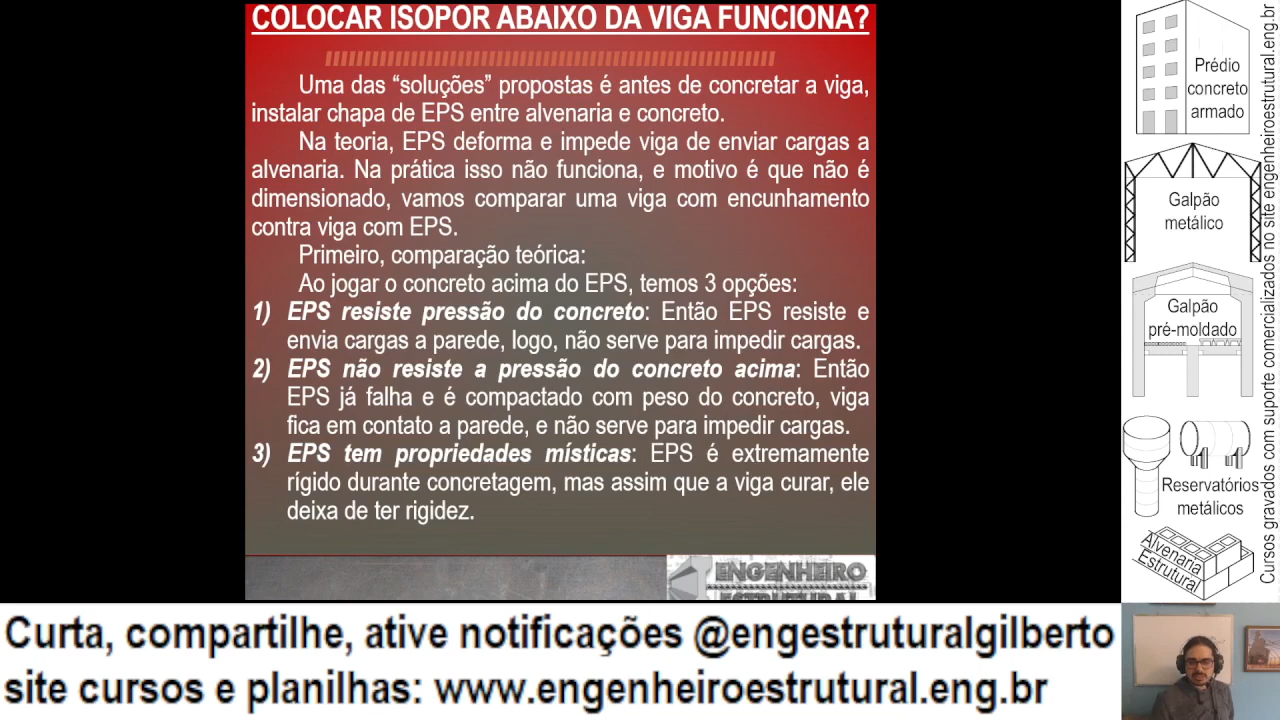 COLOCAR ISOPOR ABAIXO DA VIGA FUNCIONA?
Uma das “soluções” propostas é antes de concretar a viga,
instalar chapa de EPS entre alvenaria e concreto.
Na teoria, EPS deforma e impede viga de enviar cargas a
alvenaria. Na prática isso não funciona, e motivo é que não é
dimensionado, vamos comparar uma viga com encunhamento
contra viga com EPS.
Primeiro, comparação teórica:
Ao jogar o concreto acima do EPS, temos 3 opções:
1) EPS resiste pressão do concreto: Então EPS resiste e
envia cargas a parede, logo, não serve para impedir cargas.
2) EPS não resiste a pressão do concreto acima: Então
EPS já falha e é compactado com peso do concreto, viga
fica em contato a parede, e não serve para impedir cargas.
3) EPS tem propriedades místicas: EPS é extremamente
rígido durante concretagem, mas assim que a viga curar, ele
deixa de ter rigidez.
ENGENHEIRO
ESTRUTURAL
Prédio
concreto
armado
Galpão
metálico
Galpão
pré-moldado
Reservatórios
metálicos
Alvenaria
Estrutural
Cursos gravados com suporte comercializados no site engenheiroestrutural.eng.br
Curta, compartilhe, ative notificações @engestruturalgilberto
site cursos e planilhas: www.engenheiroestrutural.eng.br